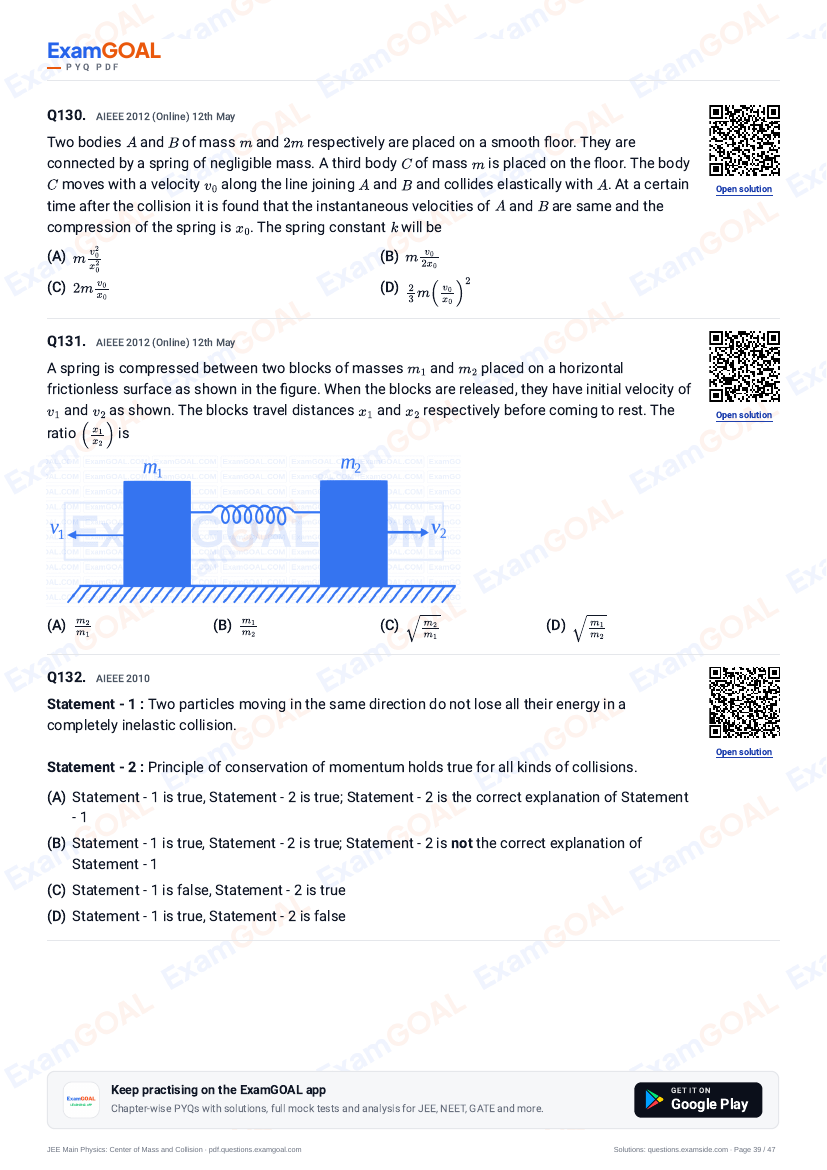 ExamGOAL
PYQ PDF
Q130. AIEEE 2012 (Online) 12th May
Two bodies A and B of mass m and 2m respectively are placed on a smooth floor. They are
connected by a spring of negligible mass. A third body C of mass m is placed on the floor. The body
C moves with a velocity v₀ along the line joining A and B and collides elastically with A. At a certain
time after the collision it is found that the instantaneous velocities of A and B are same and the
compression of the spring is x₀. The spring constant k will be
(A) m v₀²/x₀²
(B) m v₀/2x₀
(C) 2m v₀/x₀
(D) 2/3 m (v₀/x₀)²
Open solution
Q131. AIEEE 2012 (Online) 12th May
A spring is compressed between two blocks of masses m₁ and m₂ placed on a horizontal
frictionless surface as shown in the figure. When the blocks are released, they have initial velocity of
v₁ and v₂ as shown. The blocks travel distances x₁ and x₂ respectively before coming to rest. The
ratio (x₁/x₂) is
Open solution
m₁ m₂
v₁ v₂
(A) m₂/m₁ (B) m₁/m₂ (C) √(m₂/m₁) (D) √(m₁/m₂)
Q132. AIEEE 2010
Statement - 1 : Two particles moving in the same direction do not lose all their energy in a
completely inelastic collision.
Statement - 2 : Principle of conservation of momentum holds true for all kinds of collisions.
Open solution
(A) Statement - 1 is true, Statement - 2 is true; Statement - 2 is the correct explanation of Statement
- 1
(B) Statement - 1 is true, Statement - 2 is true; Statement - 2 is not the correct explanation of
Statement - 1
(C) Statement - 1 is false, Statement - 2 is true
(D) Statement - 1 is true, Statement - 2 is false
ExamGOAL
Keep practising on the ExamGOAL app
Chapter-wise PYQs with solutions, full mock tests and analysis for JEE, NEET, GATE and more.
GET IT ON
Google Play
JEE Main Physics: Center of Mass and Collision · pdf.questions.examgoal.com
Solutions: questions.examside.com · Page 39 / 47